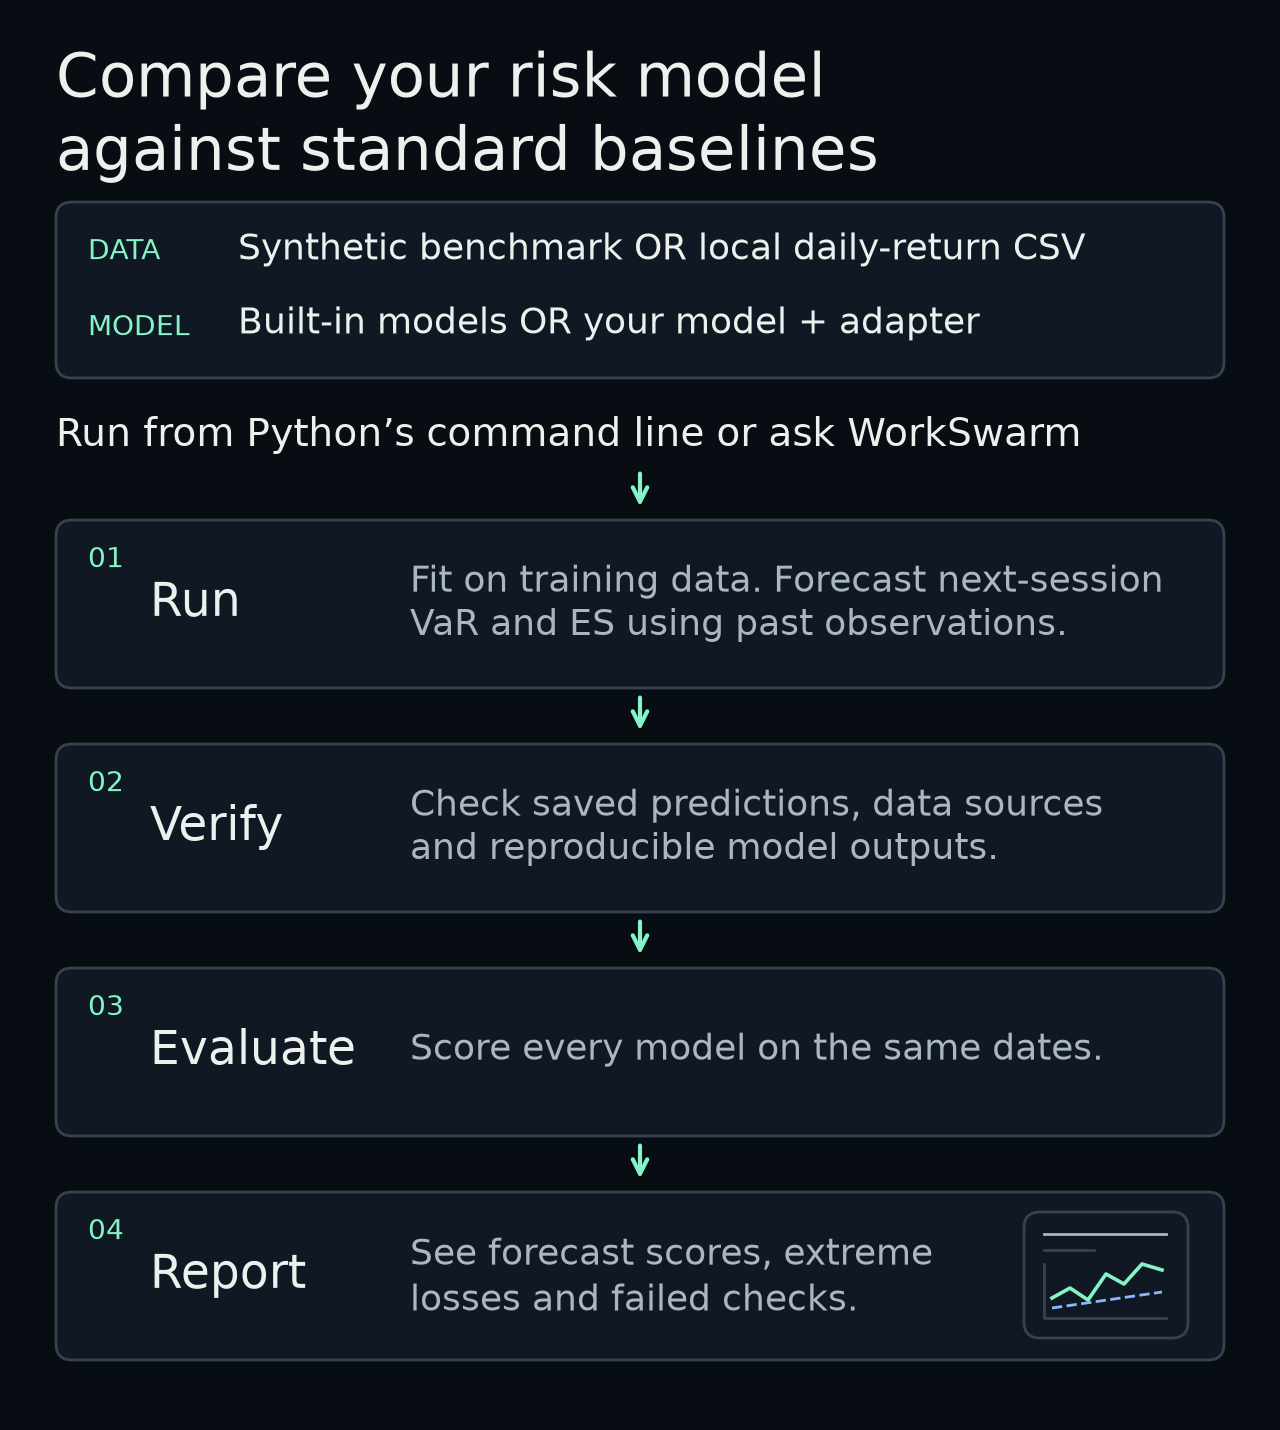 Compare your risk model
against standard baselines
DATA Synthetic benchmark OR local daily-return CSV
MODEL Built-in models OR your model + adapter
Run from Python’s command line or ask WorkSwarm
01
Run
Fit on training data. Forecast next-session
VaR and ES using past observations.
02
Verify
Check saved predictions, data sources
and reproducible model outputs.
03
Evaluate
Score every model on the same dates.
04
Report
See forecast scores, extreme
losses and failed checks.